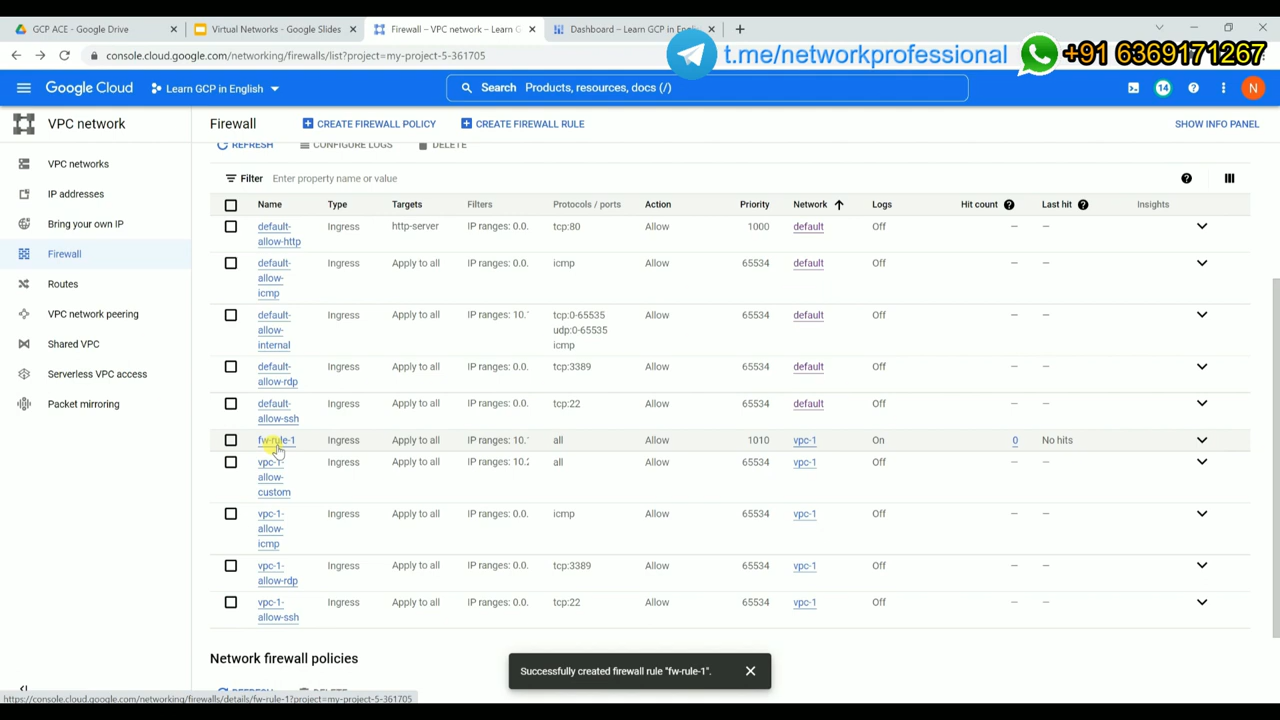 GCP ACE - Google Drive
Virtual Networks - Google Slides
Firewall – VPC network – Learn G
Dashboard – Learn GCP in
console.cloud.google.com/networking/firewalls/list?project=my-project-5-361705
t.me/networkprofessional
+91 6369171267
Google Cloud
Learn GCP in English
Search Products, resources, docs (/)
14
N
VPC network
Firewall
CREATE FIREWALL POLICY
CREATE FIREWALL RULE
SHOW INFO PANEL
REFRESH
CONFIGURE LOGS
DELETE
VPC networks
IP addresses
Bring your own IP
Firewall
Routes
VPC network peering
Shared VPC
Serverless VPC access
Packet mirroring
Filter Enter property name or value
Name Type Targets Filters Protocols / ports Action Priority Network Logs Hit count Last hit Insights
default-allow-http Ingress http-server IP ranges: 0.0. tcp:80 Allow 1000 default Off — —
default-allow-icmp Ingress Apply to all IP ranges: 0.0. icmp Allow 65534 default Off — —
default-allow-internal Ingress Apply to all IP ranges: 10. tcp:0-65535 udp:0-65535 icmp Allow 65534 default Off — —
default-allow-rdp Ingress Apply to all IP ranges: 0.0. tcp:3389 Allow 65534 default Off — —
default-allow-ssh Ingress Apply to all IP ranges: 0.0. tcp:22 Allow 65534 default Off — —
fw-rule-1 Ingress Apply to all IP ranges: 10. all Allow 1010 vpc-1 On 0 No hits
vpc-1-allow-custom Ingress Apply to all IP ranges: 10. all Allow 65534 vpc-1 Off — —
vpc-1-allow-icmp Ingress Apply to all IP ranges: 0.0. icmp Allow 65534 vpc-1 Off — —
vpc-1-allow-rdp Ingress Apply to all IP ranges: 0.0. tcp:3389 Allow 65534 vpc-1 Off — —
vpc-1-allow-ssh Ingress Apply to all IP ranges: 0.0. tcp:22 Allow 65534 vpc-1 Off — —
Network firewall policies
Successfully created firewall rule "fw-rule-1".
REFRESH
DELETE
https://console.cloud.google.com/networking/firewalls/details/fw-rule-1?project=my-project-5-361705